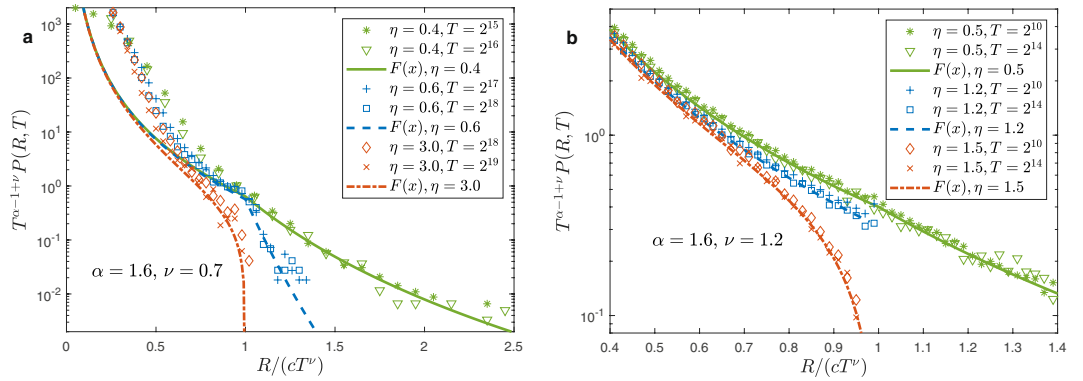 a
10^3
10^2
10^1
10^0
10^-1
10^-2
T^{α-1+ν}P(R,T)
η = 0.4, T = 2^15
η = 0.4, T = 2^16
F(x), η = 0.4
η = 0.6, T = 2^17
η = 0.6, T = 2^18
F(x), η = 0.6
η = 3.0, T = 2^18
η = 3.0, T = 2^19
F(x), η = 3.0
α = 1.6, ν = 0.7
0 0.5 1 1.5 2 2.5
R/(cT^ν)
b
10^0
10^-1
T^{α-1+ν}P(R,T)
η = 0.5, T = 2^10
η = 0.5, T = 2^14
F(x), η = 0.5
η = 1.2, T = 2^10
η = 1.2, T = 2^14
F(x), η = 1.2
η = 1.5, T = 2^10
η = 1.5, T = 2^14
F(x), η = 1.5
α = 1.6, ν = 1.2
0.4 0.5 0.6 0.7 0.8 0.9 1 1.1 1.2 1.3 1.4
R/(cT^ν)